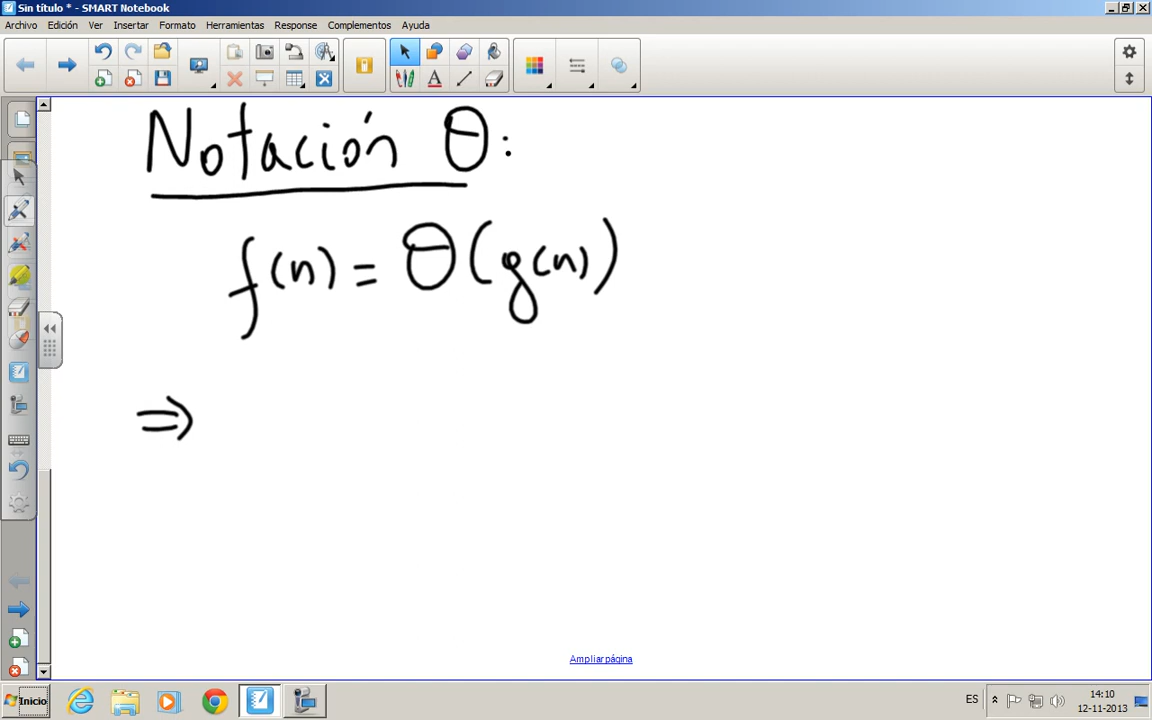 Sin título * - SMART Notebook
Archivo Edición Ver Insertar Formato Herramientas Response Complementos Ayuda
Notación Θ:
f(n) = Θ(g(n))
⇒
Ampliar página
Inicio
ES
14:10
12-11-2013